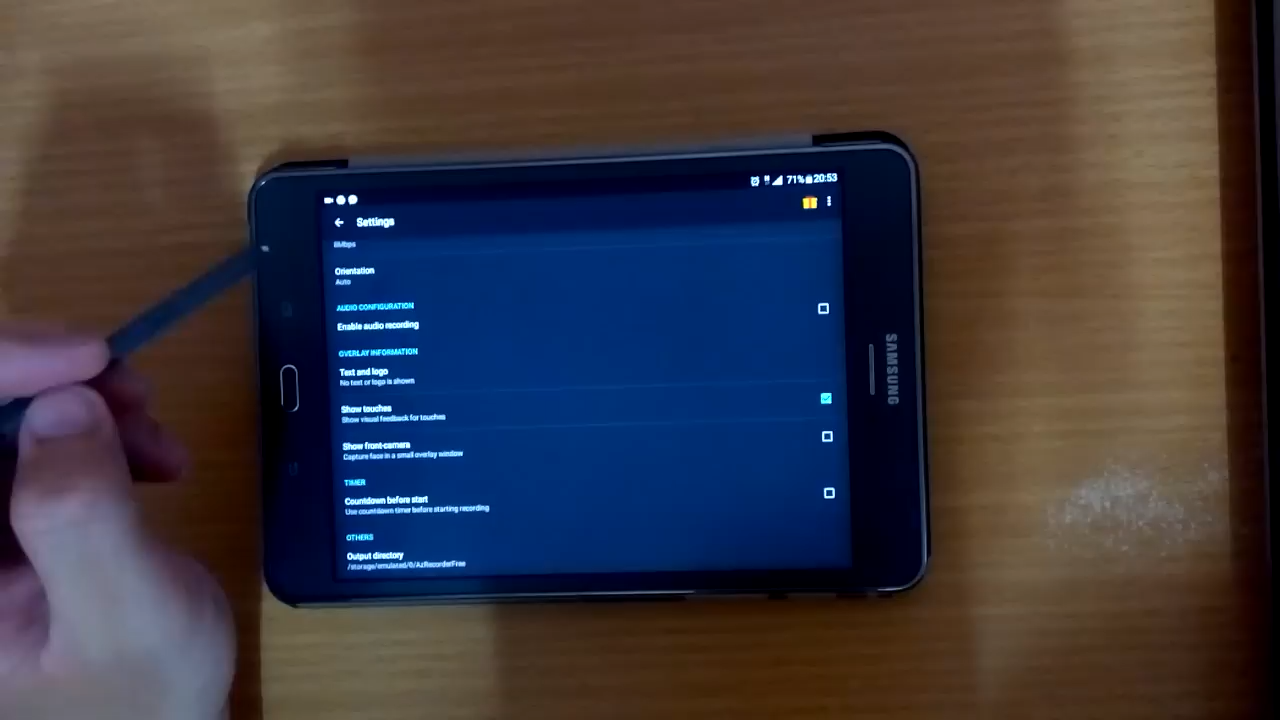 71% 20:53
Settings
8Mbps
Orientation
Auto
AUDIO CONFIGURATION
Enable audio recording
OVERLAY INFORMATION
Text and logo
No text or logo is shown
Show touches
Show visual feedback for touches
Show front-camera
Capture face in a small overlay window
TIMER
Countdown before start
Use countdown timer before starting recording
OTHERS
Output directory
/storage/emulated/0/AzRecorderFree
SAMSUNG